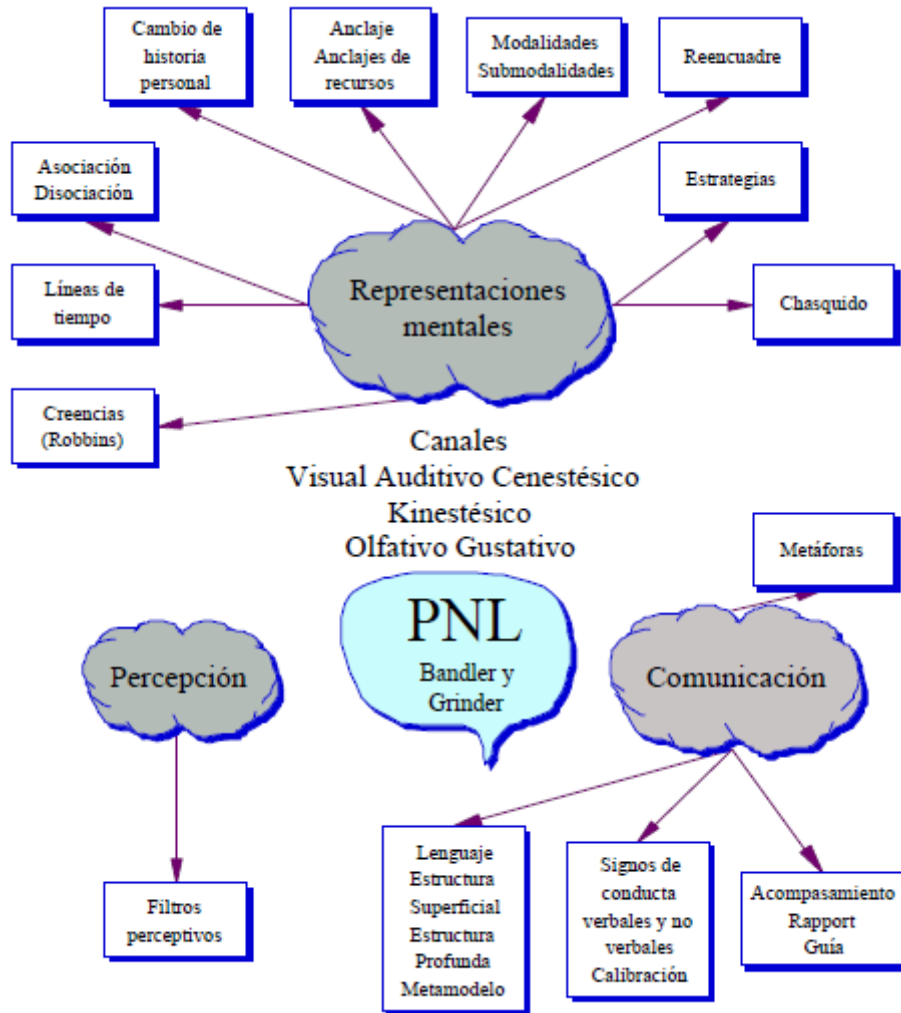 Cambio de
historia
personal
Anclaje
Anclajes de
recursos
Modalidades
Submodalidades
Reencuadre
Asociación
Disociación
Estrategias
Líneas de
tiempo
Representaciones
mentales
Chasquido
Creencias
(Robbins)
Canales
Visual Auditivo Cenestésico
Kinestésico
Olfativo Gustativo
Metáforas
Percepción
PNL
Bandler y
Grinder
Comunicación
Filtros
perceptivos
Lenguaje
Estructura
Superficial
Estructura
Profunda
Metamodelo
Signos de
conducta
verbales y no
verbales
Calibración
Acompasamiento
Rapport
Guía